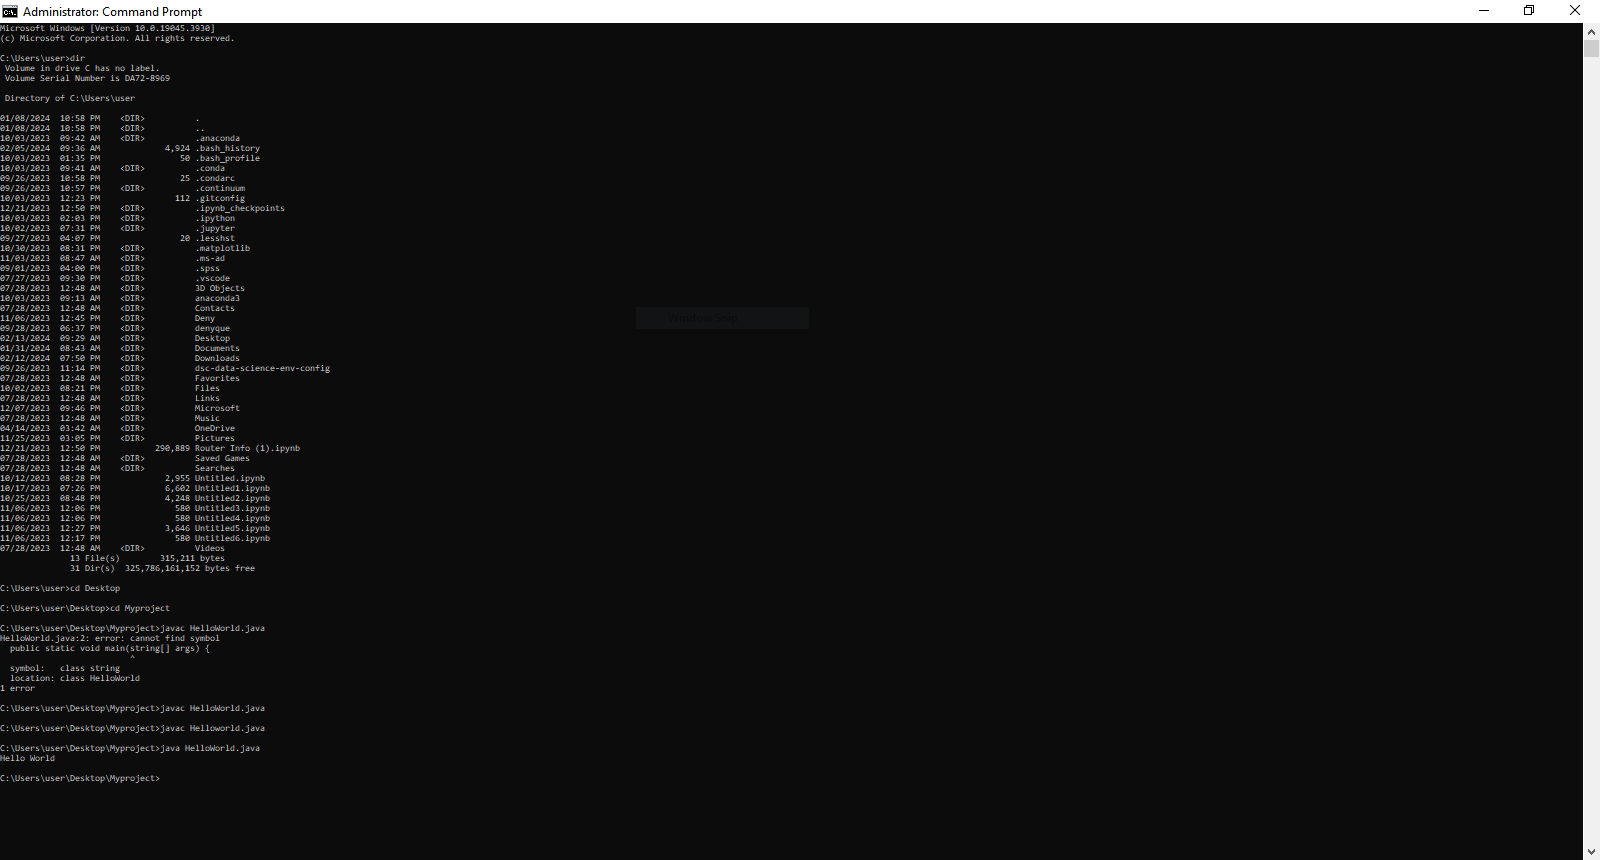 Administrator: Command Prompt
Microsoft Windows [Version 10.0.19045.3930]
(c) Microsoft Corporation. All rights reserved.
C:\Users\user>dir
Volume in drive C has no label.
Volume Serial Number is DA72-8969
Directory of C:\Users\user
01/08/2024  10:58 PM    <DIR>          .
01/08/2024  10:58 PM    <DIR>          ..
10/03/2023  09:42 AM    <DIR>          .anaconda
02/05/2024  09:36 AM             4,924 .bash_history
10/03/2023  01:35 PM                50 .bash_profile
10/03/2023  09:41 AM    <DIR>          .conda
09/26/2023  10:58 PM                25 .condarc
09/26/2023  10:57 PM    <DIR>          .continuum
10/03/2023  12:23 PM               112 .gitconfig
12/21/2023  12:50 PM    <DIR>          .ipynb_checkpoints
10/03/2023  02:03 PM    <DIR>          .ipython
10/02/2023  07:31 PM    <DIR>          .jupyter
09/27/2023  04:07 PM                20 .lesshst
10/30/2023  08:31 PM    <DIR>          .matplotlib
11/03/2023  08:47 AM    <DIR>          .ms-ad
09/01/2023  04:00 PM    <DIR>          .spss
07/27/2023  09:30 PM    <DIR>          .vscode
07/28/2023  12:48 AM    <DIR>          3D Objects
10/03/2023  09:13 AM    <DIR>          anaconda3
07/28/2023  12:48 AM    <DIR>          Contacts
11/06/2023  12:45 PM    <DIR>          Deny
09/28/2023  06:37 PM    <DIR>          denyque
02/13/2024  09:29 AM    <DIR>          Desktop
01/31/2024  08:43 AM    <DIR>          Documents
02/12/2024  07:50 PM    <DIR>          Downloads
09/26/2023  11:14 PM    <DIR>          dsc-data-science-env-config
07/28/2023  12:48 AM    <DIR>          Favorites
10/02/2023  08:21 PM    <DIR>          Files
07/28/2023  12:48 AM    <DIR>          Links
12/07/2023  09:46 PM    <DIR>          Microsoft
07/28/2023  12:48 AM    <DIR>          Music
04/14/2023  03:42 AM    <DIR>          OneDrive
11/25/2023  03:05 PM    <DIR>          Pictures
12/21/2023  12:50 PM           290,889 Router Info (1).ipynb
07/28/2023  12:48 AM    <DIR>          Saved Games
07/28/2023  12:48 AM    <DIR>          Searches
10/12/2023  08:28 PM             2,955 Untitled.ipynb
10/17/2023  07:26 PM             6,602 Untitled1.ipynb
10/25/2023  08:48 PM             4,248 Untitled2.ipynb
11/06/2023  12:06 PM               580 Untitled3.ipynb
11/06/2023  12:06 PM               580 Untitled4.ipynb
11/06/2023  12:27 PM             3,646 Untitled5.ipynb
11/06/2023  12:17 PM               580 Untitled6.ipynb
07/28/2023  12:48 AM    <DIR>          Videos
13 File(s)        315,211 bytes
31 Dir(s)  325,786,161,152 bytes free
C:\Users\user>cd Desktop
C:\Users\user\Desktop>cd Myproject
C:\Users\user\Desktop\Myproject>javac HelloWorld.java
HelloWorld.java:2: error: cannot find symbol
public static void main(string[] args) {
^
symbol:   class string
location: class HelloWorld
1 error
C:\Users\user\Desktop\Myproject>javac HelloWorld.java
C:\Users\user\Desktop\Myproject>javac Helloworld.java
C:\Users\user\Desktop\Myproject>java HelloWorld.java
Hello World
C:\Users\user\Desktop\Myproject>